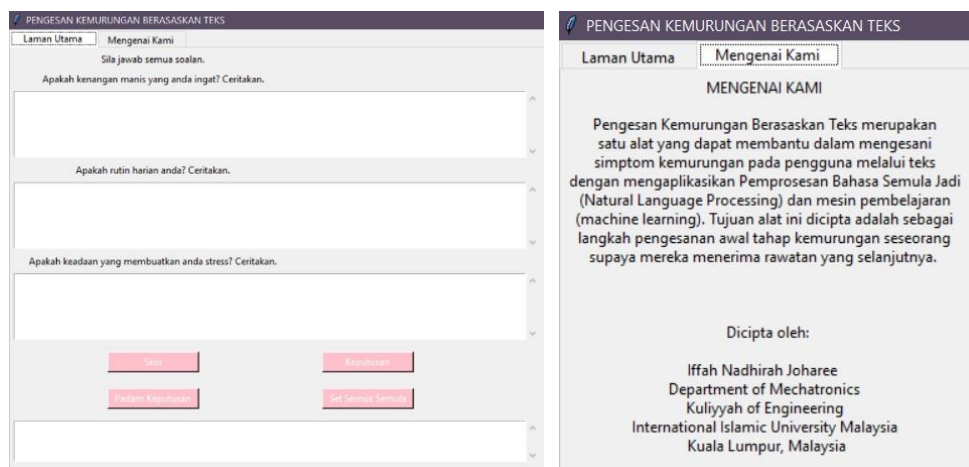 PENGESAN KEMURUNGAN BERASASKAN TEKS
Laman Utama
Mengenai Kami
Sila jawab semua soalan.
Apakah kenangan manis yang anda ingat? Ceritakan.
Apakah rutin harian anda? Ceritakan.
Apakah keadaan yang membuatkan anda stress? Ceritakan.
Skor
Keputusan
Padam Keputusan
Set Semua Semula
PENGESAN KEMURUNGAN BERASASKAN TEKS
Laman Utama
Mengenai Kami
MENGENAI KAMI
Pengesan Kemurungan Berasaskan Teks merupakan
satu alat yang dapat membantu dalam mengesani
simptom kemurungan pada pengguna melalui teks
dengan mengaplikasikan Pemprosesan Bahasa Semula Jadi
(Natural Language Processing) dan mesin pembelajaran
(machine learning). Tujuan alat ini dicipta adalah sebagai
langkah pengesanan awal tahap kemurungan seseorang
supaya mereka menerima rawatan yang selanjutnya.
Dicipta oleh:
Iffah Nadhirah Joharee
Department of Mechatronics
Kuliyyah of Engineering
International Islamic University Malaysia
Kuala Lumpur, Malaysia